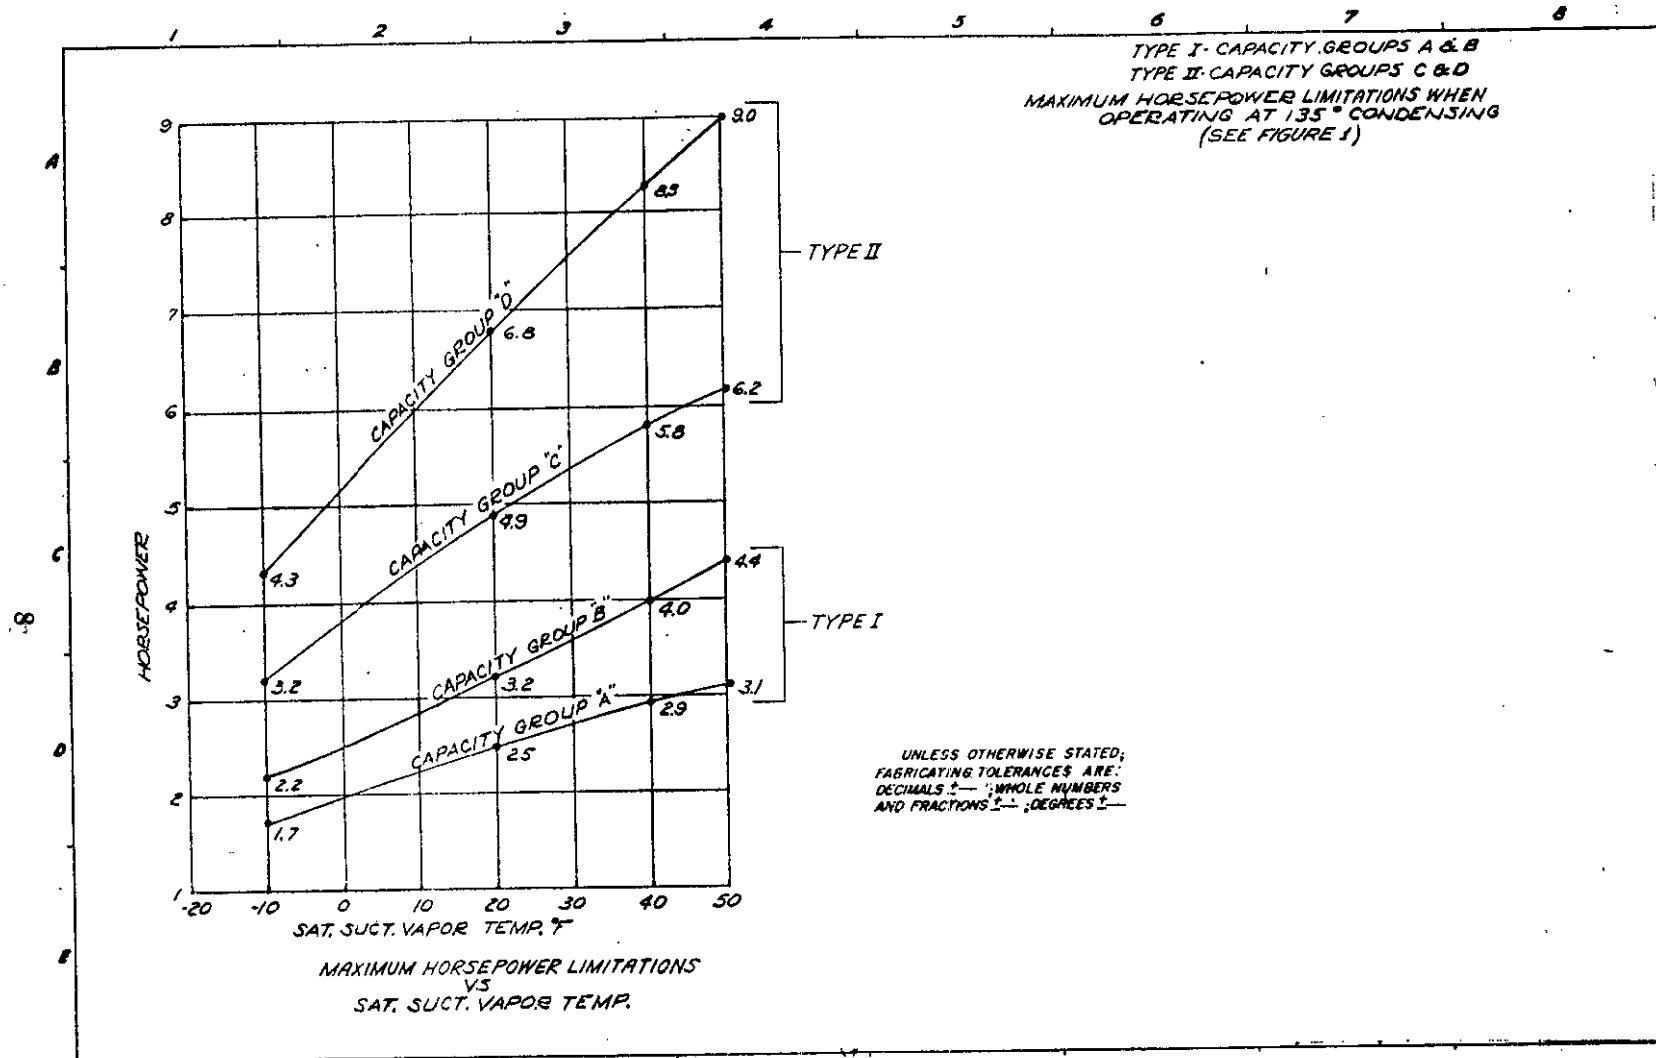 1 2 3 4 5 6 7 8
TYPE I- CAPACITY GROUPS A & B
TYPE II- CAPACITY GROUPS C & D
MAXIMUM HORSEPOWER LIMITATIONS WHEN
OPERATING AT 135° CONDENSING
(SEE FIGURE 1)
A
B
C
D
E
8
HORSEPOWER
9
8
7
6
5
4
3
2
1
-20 -10 0 10 20 30 40 50
SAT. SUCT. VAPOR TEMP. °F
CAPACITY GROUP "D"
4.3
6.8
8.3
9.0
CAPACITY GROUP "C"
3.2
4.9
5.8
6.2
TYPE II
CAPACITY GROUP "B"
2.2
3.2
4.0
4.4
CAPACITY GROUP "A"
1.7
2.5
2.9
3.1
TYPE I
MAXIMUM HORSEPOWER LIMITATIONS
VS
SAT. SUCT. VAPOR TEMP.
UNLESS OTHERWISE STATED;
FABRICATING TOLERANCES ARE:
DECIMALS ±— ; WHOLE NUMBERS
AND FRACTIONS ±— ; DEGREES ±—